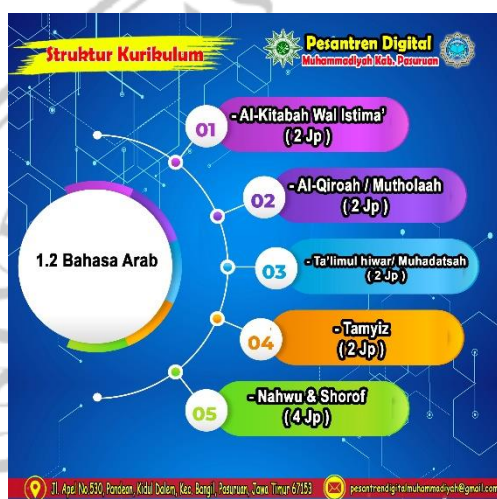 Struktur Kurikulum
Pesantren Digital
Muhammadiyah Kab. Pasuruan
1.2 Bahasa Arab
01
- Al-Kitabah Wal Istima'
( 2 Jp )
02
- Al-Qiroah / Mutholaah
( 2 Jp )
03
- Ta'limul hiwar/ Muhadatsah
( 2 Jp )
04
- Tamyiz
( 2 Jp )
05
- Nahwu & Shorof
( 4 Jp )
Jl. Apel No.530, Pandean, Kidul Dalem, Kec. Bangil, Pasuruan, Jawa Timur 67153
pesantrendigitalmuhammadiyah@gmail.com